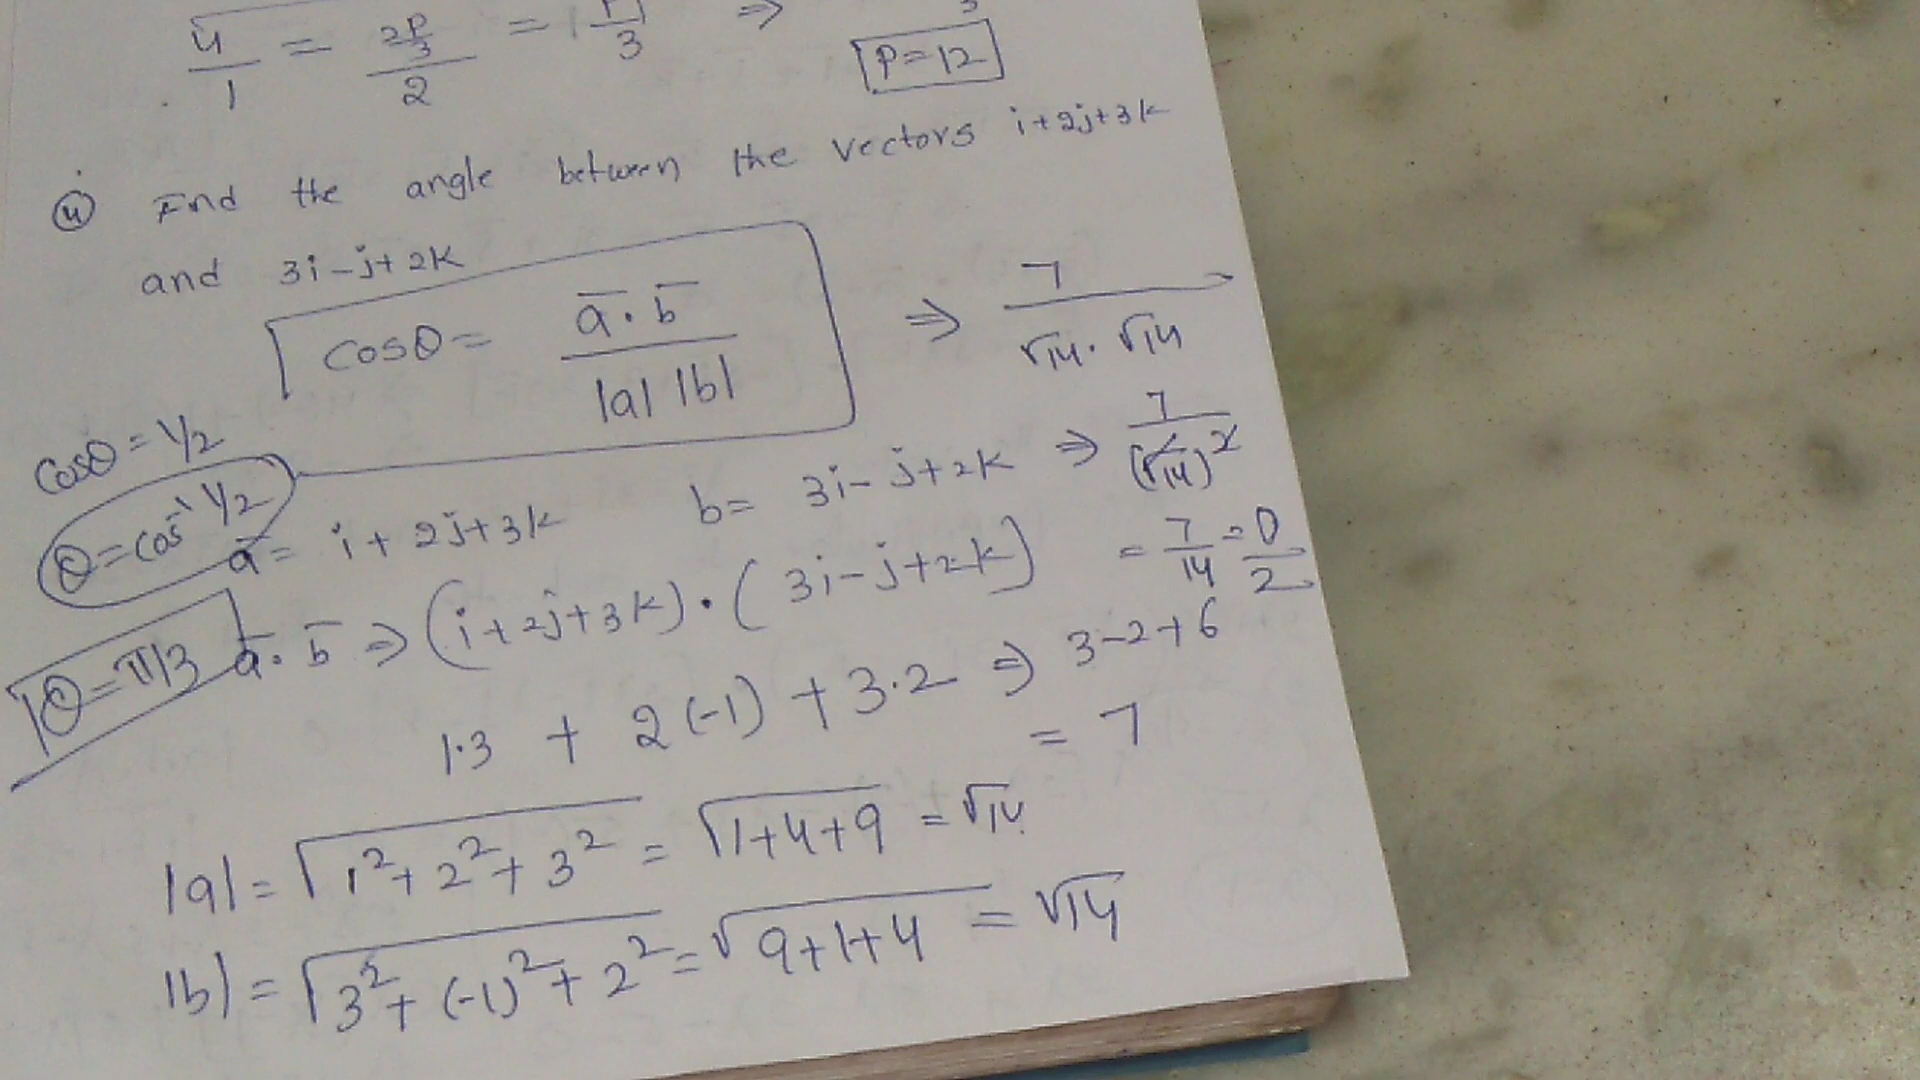 4/1 = (2p/3)/2 = /3 ⇒
P=12
④ Find the angle between the vectors i+2j+3k
and 3i-j+2k
cosθ = a̅.b̅ / |a| |b| ⇒ 7 / √14.√14
cosθ = 1/2
⇒ 7 / (√14)²
θ = cos⁻¹ 1/2
a̅ = i+2j+3k b = 3i-j+2k
= 7/14 = 0/2
θ = π/3
a̅.b̅ ⇒ (i+2j+3k).(3i-j+2k)
1.3 + 2(-1) + 3.2 ⇒ 3-2+6
= 7
|a| = √1²+2²+3² = √1+4+9 = √14
|b| = √3²+(-1)²+2² = √9+1+4 = √14